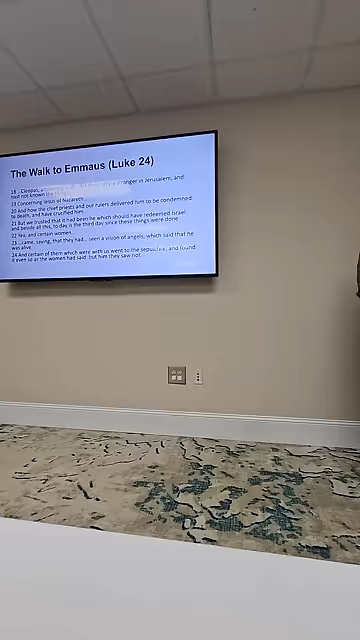 The Walk to Emmaus (Luke 24)
18 ...Cleopas, a stranger in Jerusalem, and
hast not known
19 Concerning Jesus of Nazareth......
20 And how the chief priests and our rulers delivered him to be condemned
to death, and have crucified him.
21 But we trusted that it had been he which should have redeemed Israel:
and beside all this, to day is the third day since these things were done.
22 Yea, and certain women...
23 ...came, saying, that they had... seen a vision of angels, which said that he
was alive.
24 And certain of them which were with us went to the sepulchre, and found
it even so as the women had said: but him they saw not.